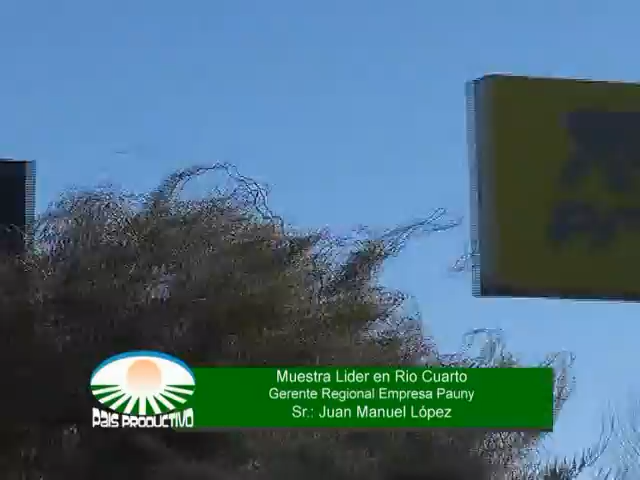 Muestra Lider en Rio Cuarto
Gerente Regional Empresa Pauny
Sr.: Juan Manuel López
PAIS PRODUCTIVO